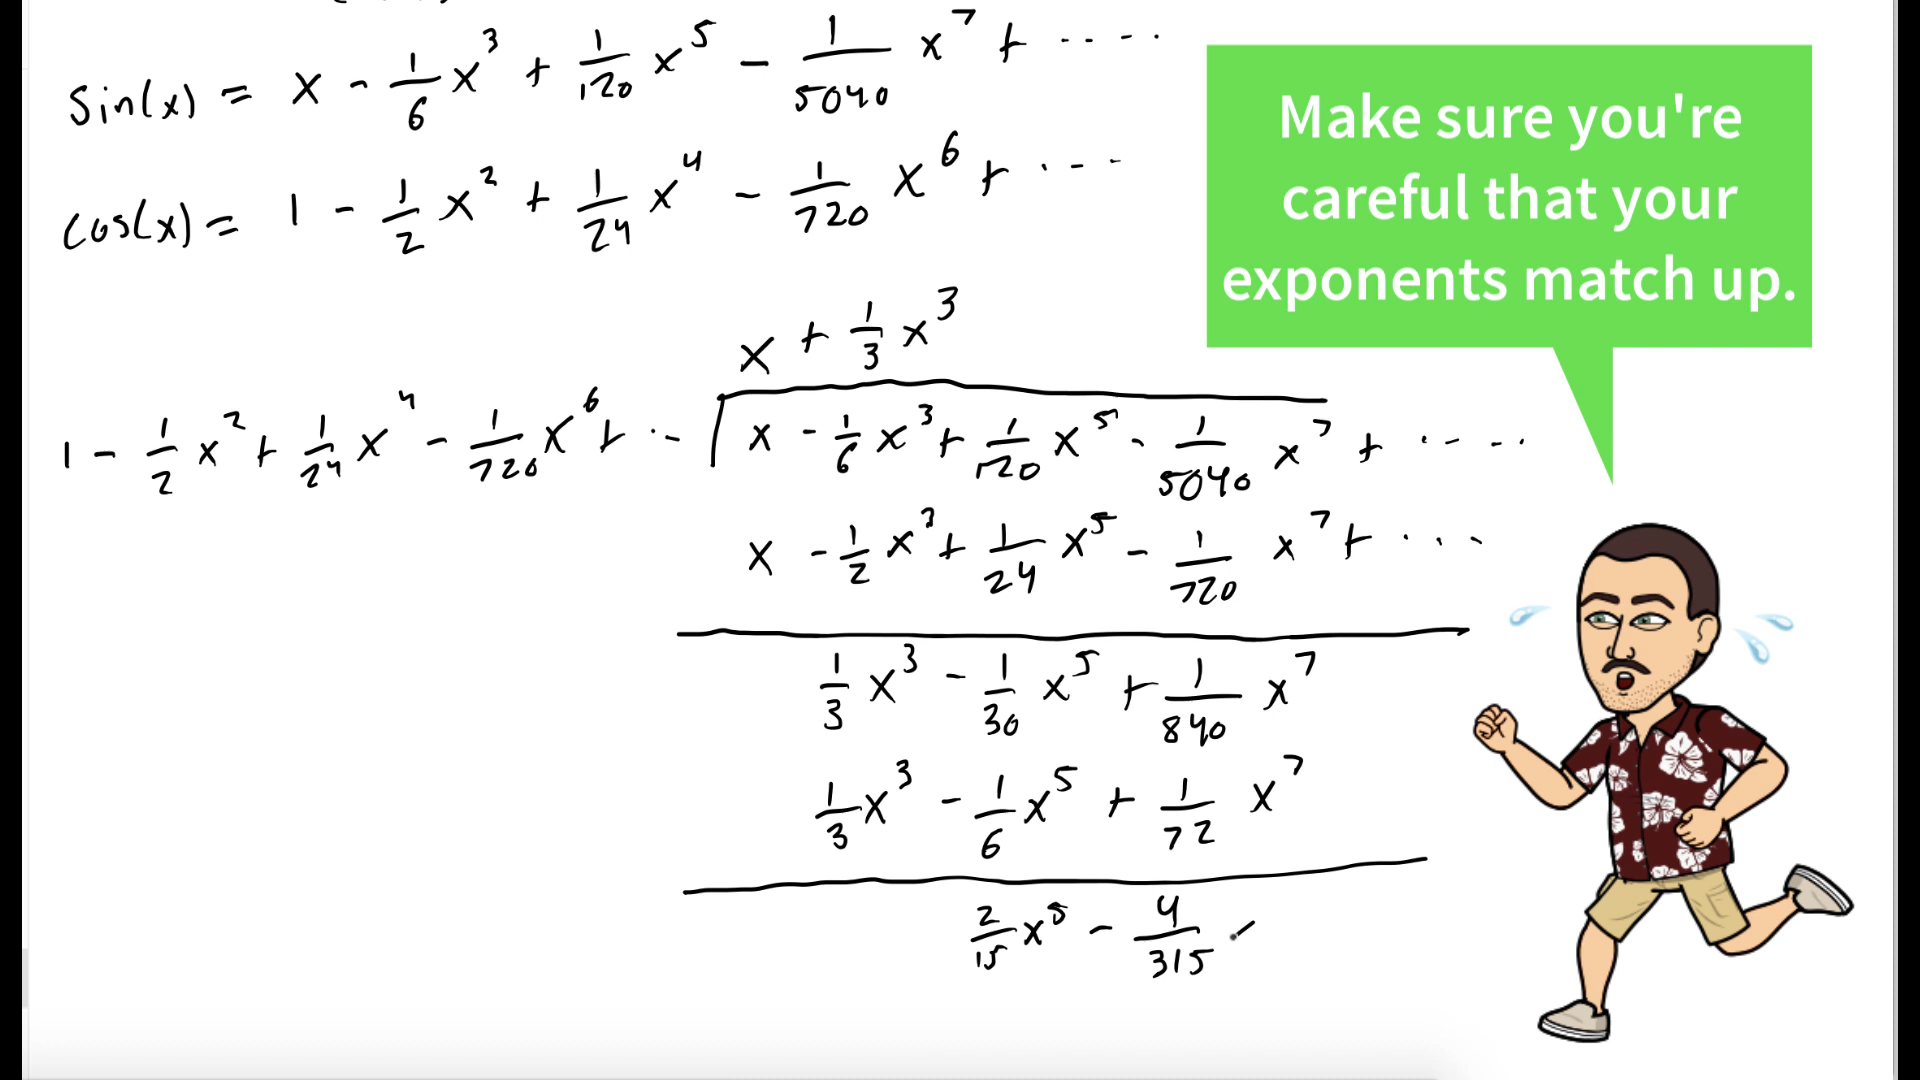 sin(x) = x - 1/6 x^3 + 1/120 x^5 - 1/5040 x^7 + ....
cos(x) = 1 - 1/2 x^2 + 1/24 x^4 - 1/720 x^6 + ...
x + 1/3 x^3
1 - 1/2 x^2 + 1/24 x^4 - 1/720 x^6 + ... x - 1/6 x^3 + 1/120 x^5 - 1/5040 x^7 + ....
x - 1/2 x^3 + 1/24 x^5 - 1/720 x^7 + ...
1/3 x^3 - 1/30 x^5 + 1/840 x^7
1/3 x^3 - 1/6 x^5 + 1/72 x^7
2/15 x^5 - 4/315
Make sure you're
careful that your
exponents match up.